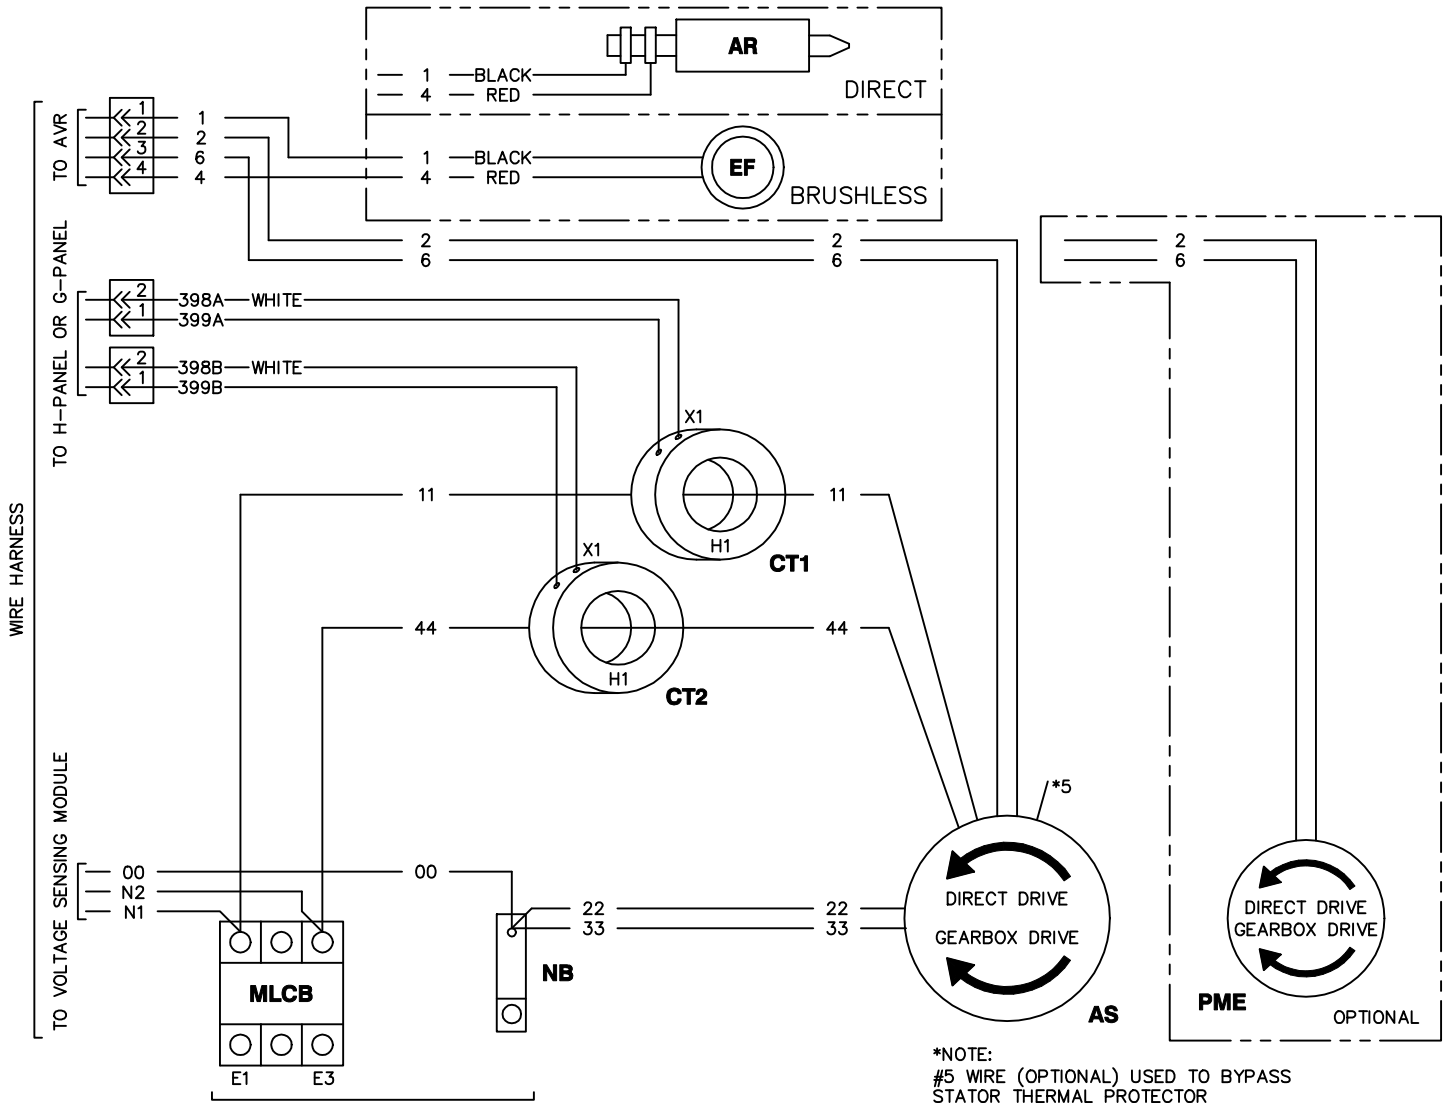 AR
1 BLACK
4 RED
DIRECT
TO AVR
1 1
2 2
3 6
4 4
1 BLACK
4 RED
EF
BRUSHLESS
2 2 2
6 6 6
TO H-PANEL OR G-PANEL
2 398A WHITE
1 399A
2 398B WHITE
1 399B
X1
11 11
H1
CT1
X1
44 44
H1
CT2
WIRE HARNESS
*5
TO VOLTAGE SENSING MODULE
00 00
N2
N1
22 22
33 33
NB
MLCB
E1 E3
DIRECT DRIVE
GEARBOX DRIVE
AS
DIRECT DRIVE
GEARBOX DRIVE
PME
OPTIONAL
*NOTE:
#5 WIRE (OPTIONAL) USED TO BYPASS
STATOR THERMAL PROTECTOR